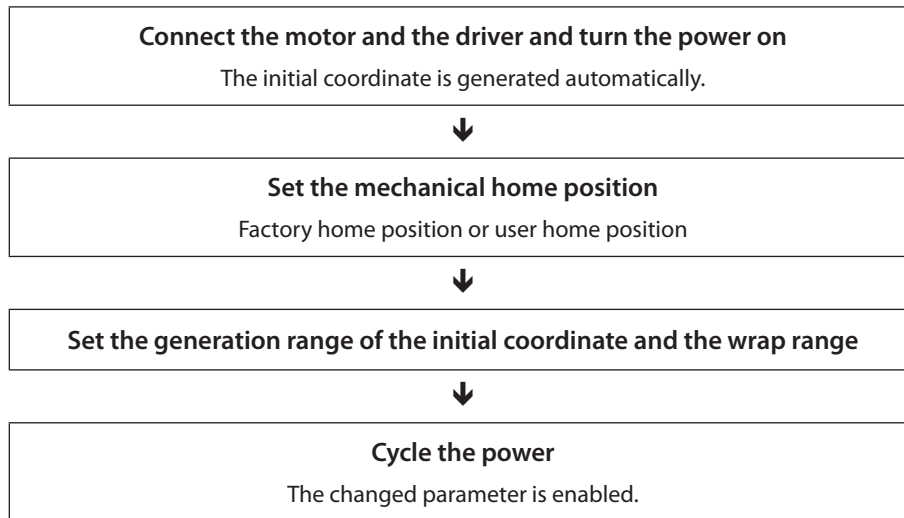 Connect the motor and the driver and turn the power on
The initial coordinate is generated automatically.
Set the mechanical home position
Factory home position or user home position
Set the generation range of the initial coordinate and the wrap range
Cycle the power
The changed parameter is enabled.